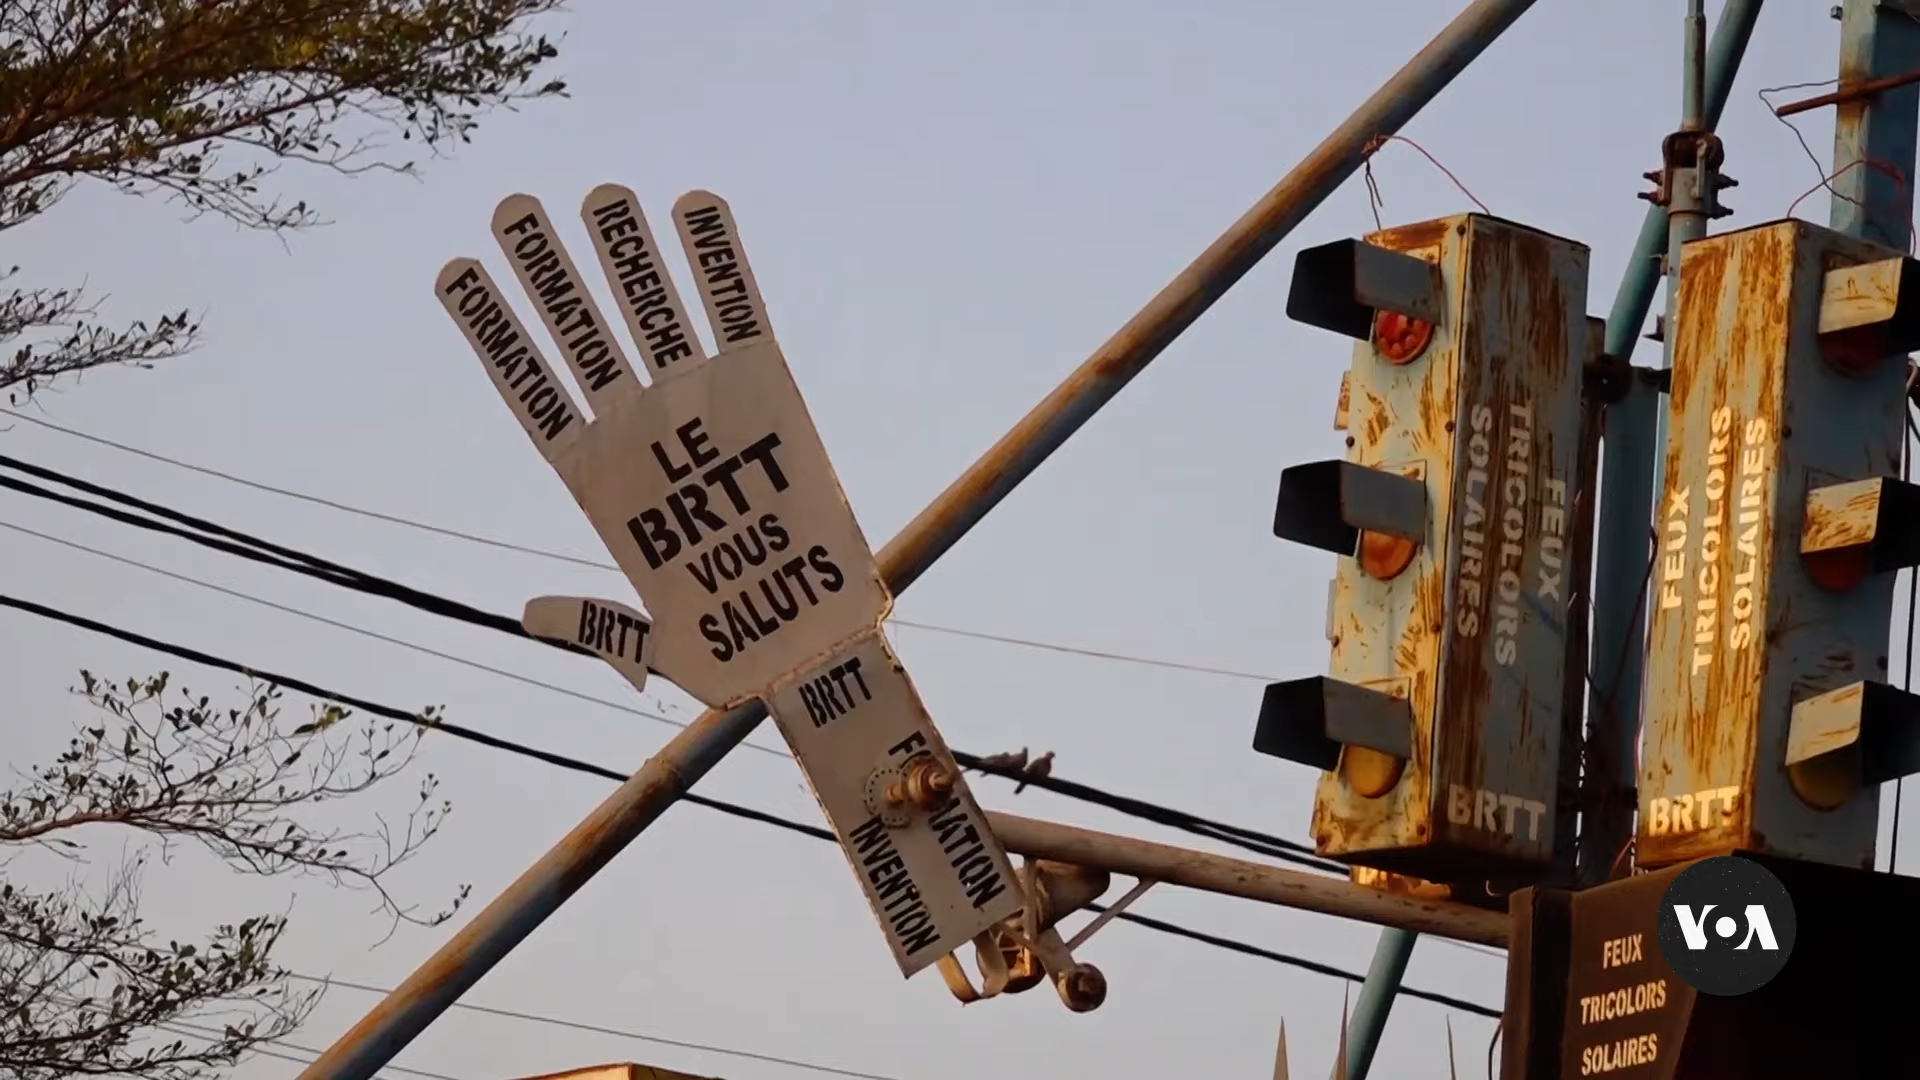 FORMATION
FORMATION
RECHERCHE
INVENTION
LE
BRTT
VOUS
SALUTS
BRTT
BRTT
FORMATION
INVENTION
FEUX
TRICOLORS
SOLAIRES
BRTT
FEUX
TRICOLORS
SOLAIRES
BRTT
FEUX
TRICOLORS
SOLAIRES
VOA